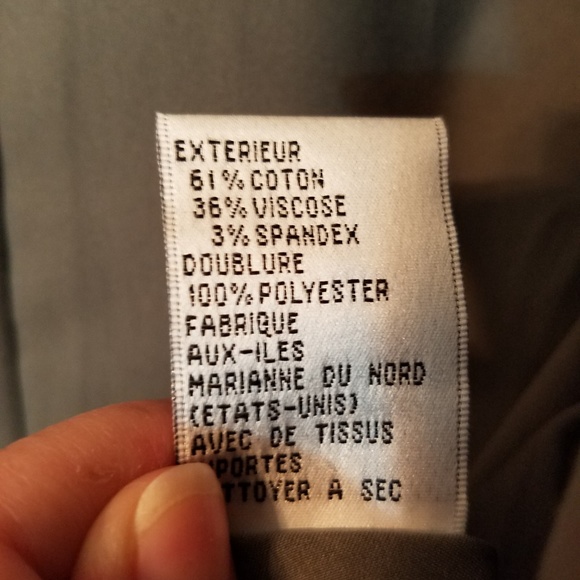 EXTERIEUR
61% COTON
36% VISCOSE
3% SPANDEX
DOUBLURE
100% POLYESTER
FABRIQUE
AUX-ILES
MARIANNE DU NORD
(ETATS-UNIS)
AVEC DE TISSUS
PORTES
TTOYER A SEC